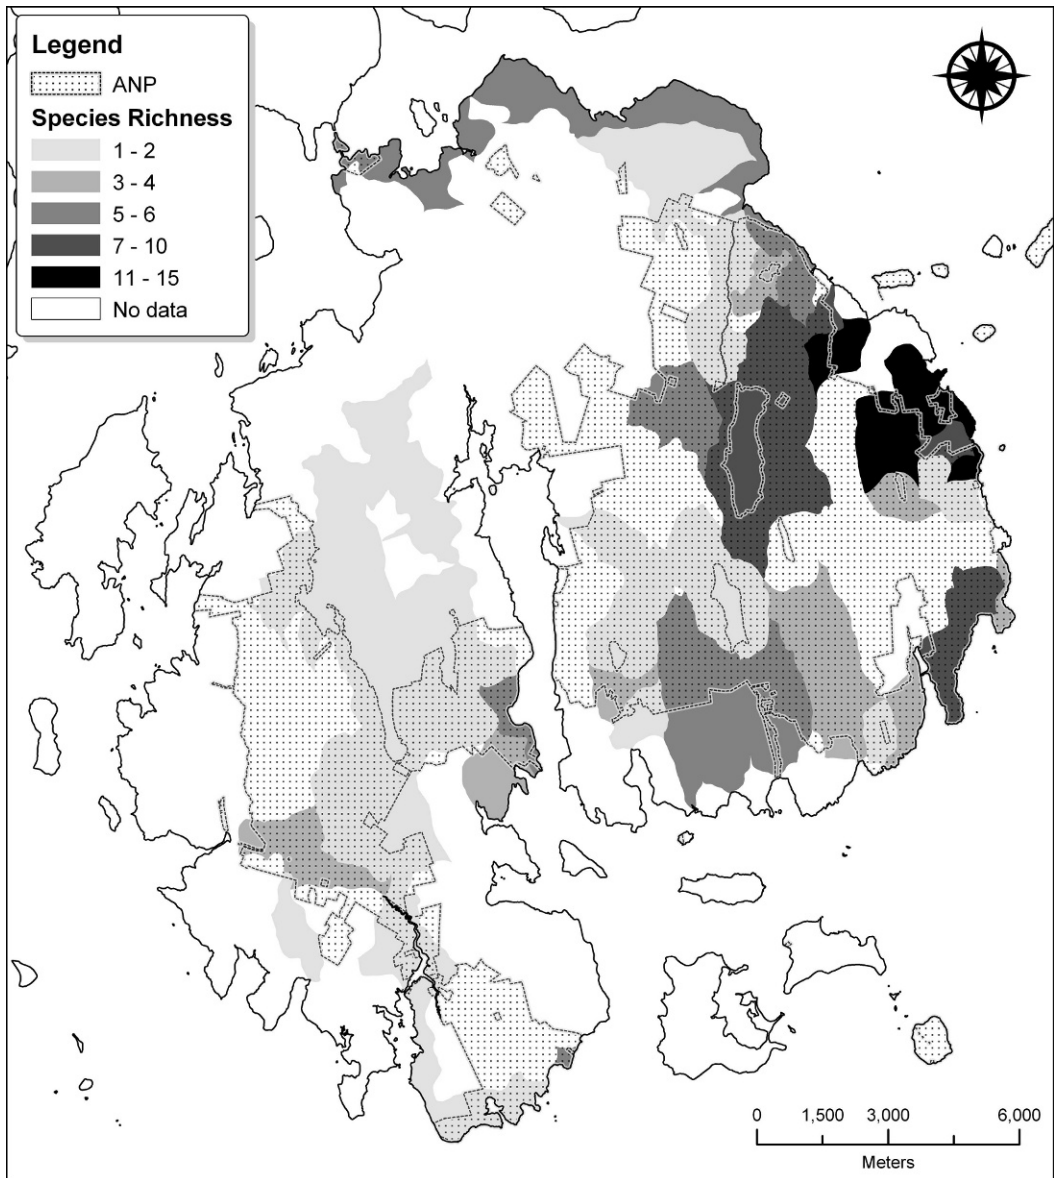 Legend
ANP
Species Richness
1 - 2
3 - 4
5 - 6
7 - 10
11 - 15
No data
0 1,500 3,000 6,000
Meters